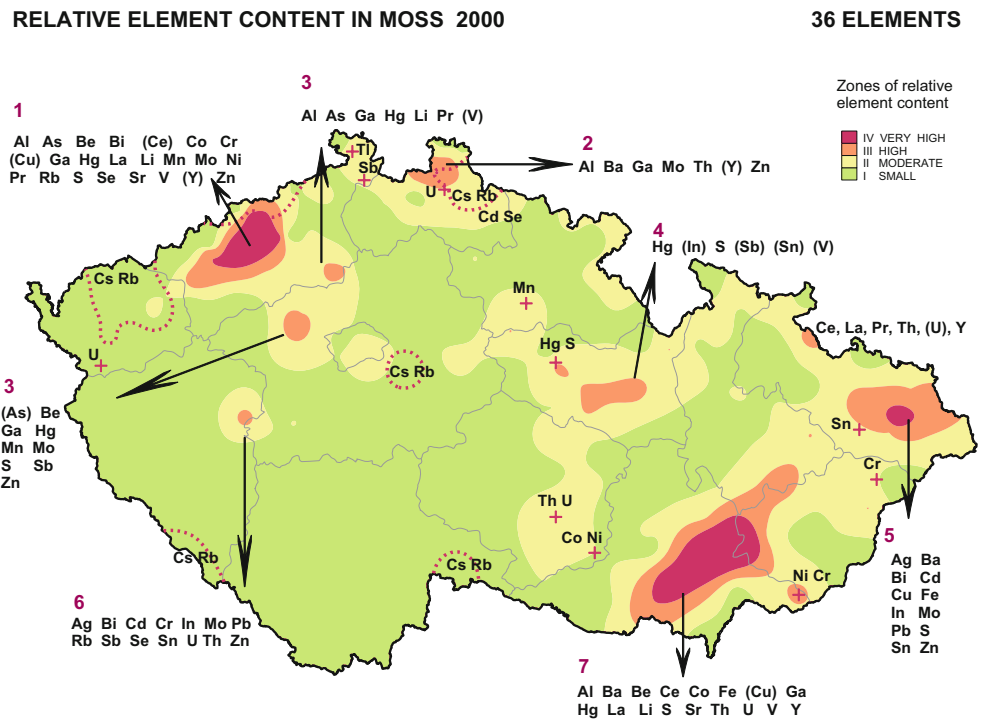 RELATIVE ELEMENT CONTENT IN MOSS 2000
36 ELEMENTS
Zones of relative
element content
IV VERY HIGH
III HIGH
II MODERATE
I SMALL
1
Al As Be Bi (Ce) Co Cr
(Cu) Ga Hg La Li Mn Mo Ni
Pr Rb S Se Sr V (Y) Zn
3
Al As Ga Hg Li Pr (V)
2
Al Ba Ga Mo Th (Y) Zn
Tl
Sb
U
Cs Rb
Cd Se
4
Hg (In) S (Sb) (Sn) (V)
Cs Rb
Mn
Ce, La, Pr, Th, (U), Y
Hg S
U
Cs Rb
3
(As) Be
Ga Hg
Mn Mo
S Sb
Zn
Sn
Cr
Th U
Co Ni
Cs Rb
Cs Rb
Ni Cr
5
Ag Ba
Bi Cd
Cu Fe
In Mo
Pb S
Sn Zn
6
Ag Bi Cd Cr In Mo Pb
Rb Sb Se Sn U Th Zn
7
Al Ba Be Ce Co Fe (Cu) Ga
Hg La Li S Sr Th U V Y